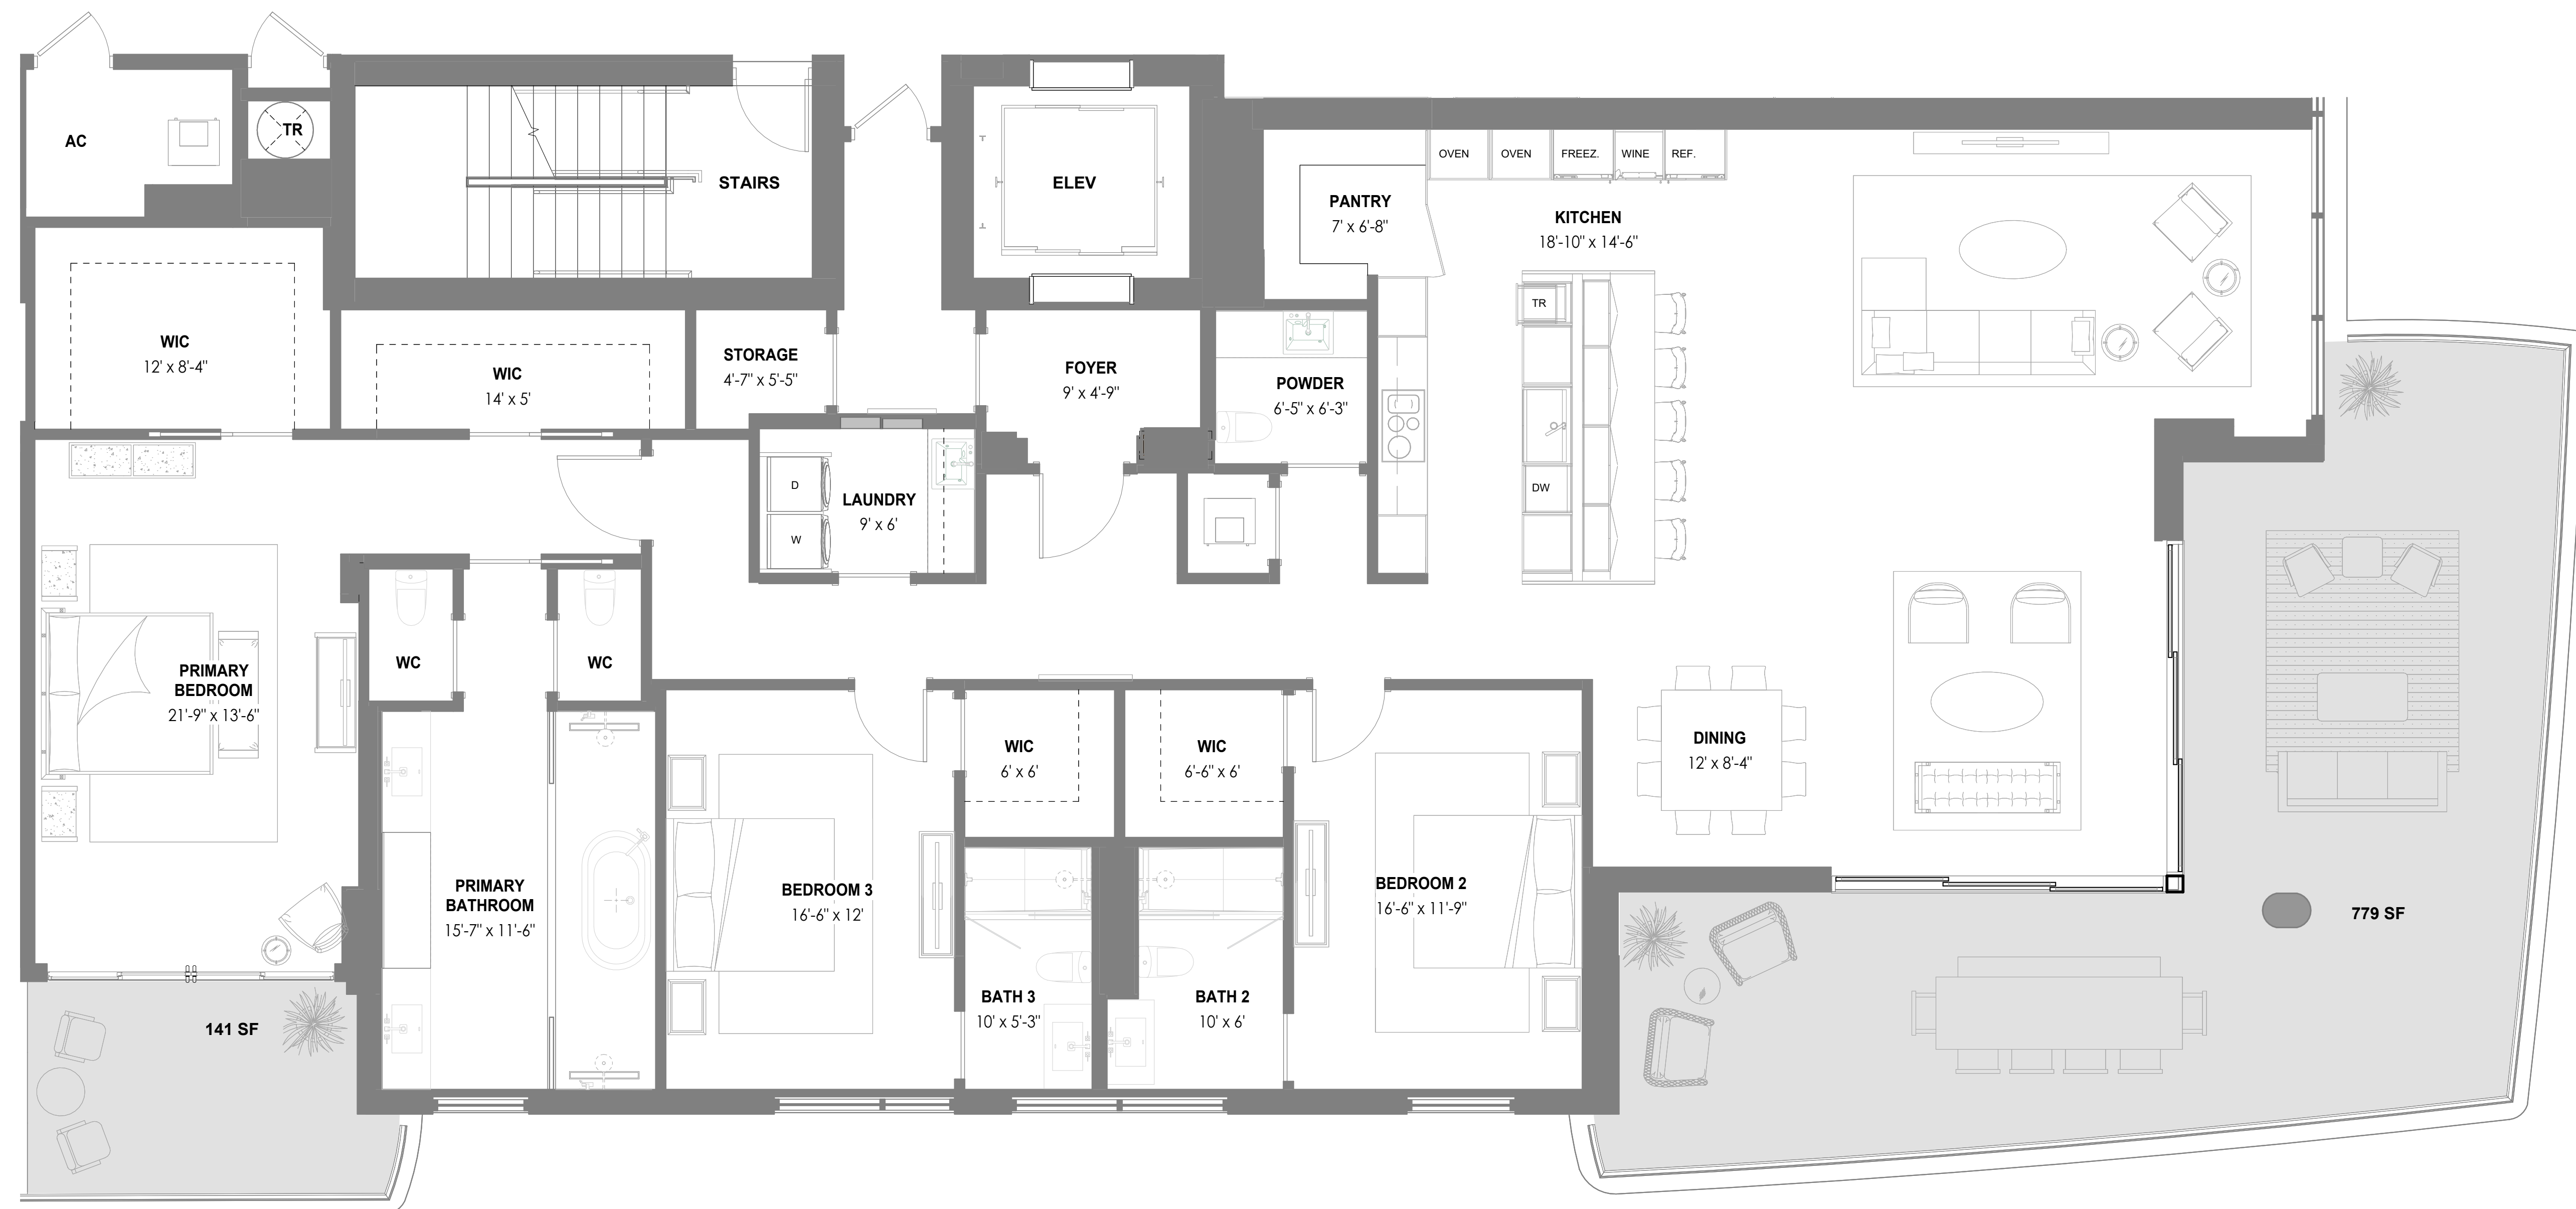 AC
TR
STAIRS
ELEV
OVEN
OVEN
FREEZ.
WINE
REF.
PANTRY
7' x 6'-8"
KITCHEN
18'-10" x 14'-6"
TR
DW
WIC
12' x 8'-4"
WIC
14' x 5'
STORAGE
4'-7" x 5'-5"
FOYER
9' x 4'-9"
POWDER
6'-5" x 6'-3"
D
W
LAUNDRY
9' x 6'
WC
WC
PRIMARY
BEDROOM
21'-9" x 13'-6"
WIC
6' x 6'
WIC
6'-6" x 6'
DINING
12' x 8'-4"
PRIMARY
BATHROOM
15'-7" x 11'-6"
BEDROOM 3
16'-6" x 12'
BEDROOM 2
16'-6" x 11'-9"
779 SF
BATH 3
10' x 5'-3"
BATH 2
10' x 6'
141 SF